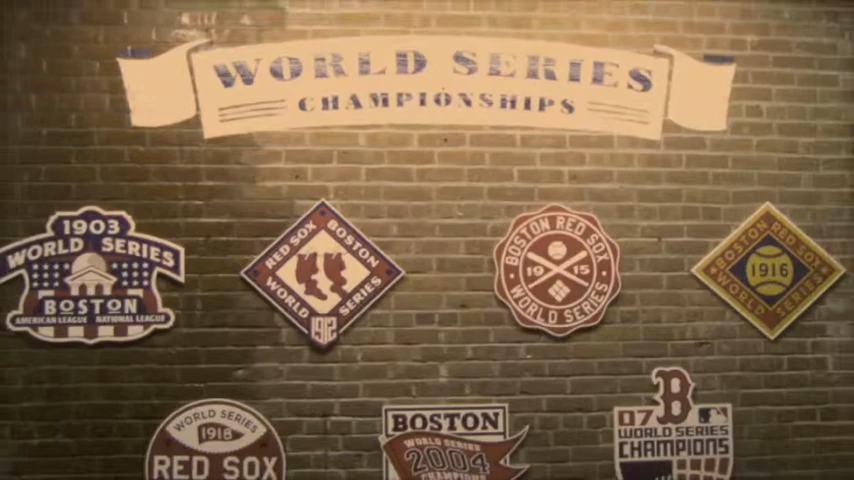 WORLD SERIES
CHAMPIONSHIPS
1903
WORLD SERIES
BOSTON
AMERICAN LEAGUE NATIONAL LEAGUE
RED SOX BOSTON
WORLD SERIES
1912
BOSTON RED SOX
1915
WORLD SERIES
BOSTON RED SOX
1916
WORLD SERIES
WORLD SERIES
1918
RED SOX
BOSTON
WORLD SERIES
2004
CHAMPIONS
B
07
WORLD SERIES
CHAMPIONS